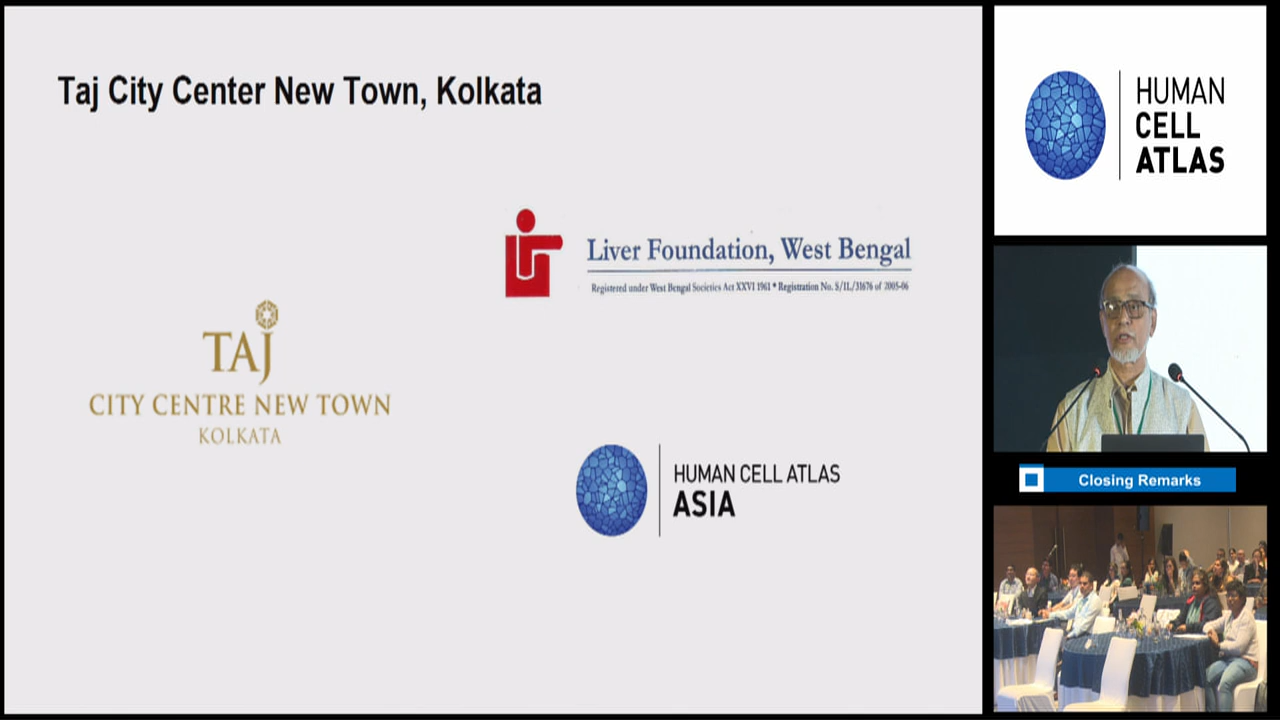 Taj City Center New Town, Kolkata
Liver Foundation, West Bengal
Registered under West Bengal Societies Act XXVI 1961 * Registration No. S/1L/31676 of 2005-06
TAJ
CITY CENTRE NEW TOWN
KOLKATA
HUMAN CELL ATLAS
ASIA
HUMAN
CELL
ATLAS
Closing Remarks